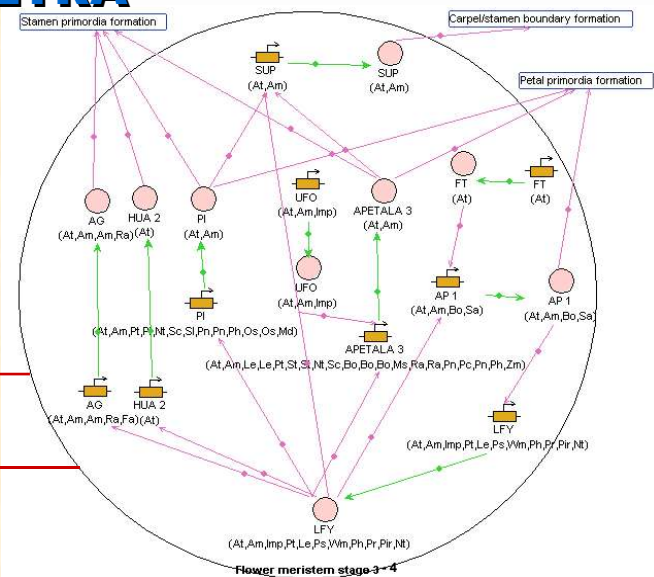 Stamen primordia formation
Carpel/stamen boundary formation
Petal primordia formation
SUP
(At,Am)
SUP
(At,Am)
FT
(At)
FT
(At)
UFO
(At,Am,Imp)
APETALA 3
(At,Am)
AG
(At,Am,Am,Ra)
HUA 2
(At)
PI
(At,Am)
UFO
(At,Am,Imp)
AP 1
(At,Am,Bo,Sa)
AP 1
(At,Am,Bo,Sa)
PI
(At,Am,Pt,Pt,Nt,Sc,Sl,Pn,Pn,Ph,Os,Os,Md)
APETALA 3
(At,Am,Le,Le,Pt,St,Sl,Nt,Sc,Bo,Bo,Bo,Ms,Ra,Ra,Pn,Pc,Pn,Ph,Zm)
AG
(At,Am,Am,Ra,Fa)
HUA 2
(At)
LFY
(At,Am,Imp,Pt,Le,Ps,Wm,Ph,Pr,Pir,Nt)
LFY
(At,Am,Imp,Pt,Le,Ps,Wm,Ph,Pr,Pir,Nt)
Flower meristem stage 3-4